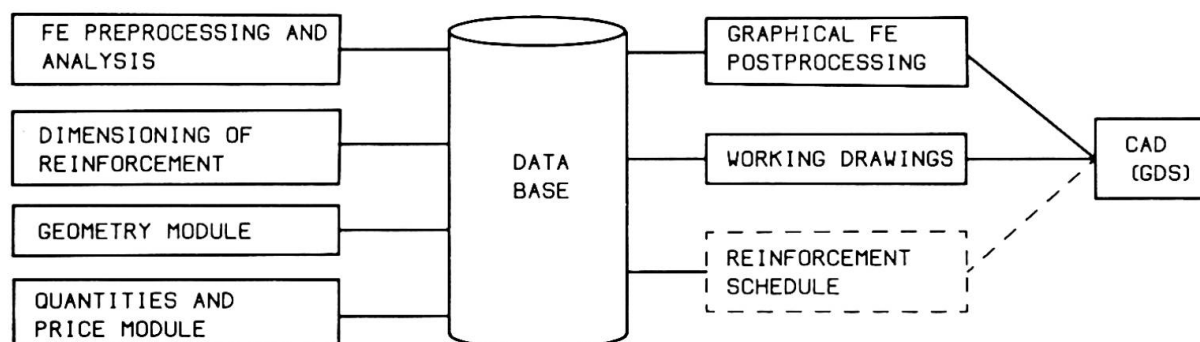 FE PREPROCESSING AND
ANALYSIS
DIMENSIONING OF
REINFORCEMENT
GEOMETRY MODULE
QUANTITIES AND
PRICE MODULE
DATA
BASE
GRAPHICAL FE
POSTPROCESSING
WORKING DRAWINGS
REINFORCEMENT
SCHEDULE
CAD
(GDS)